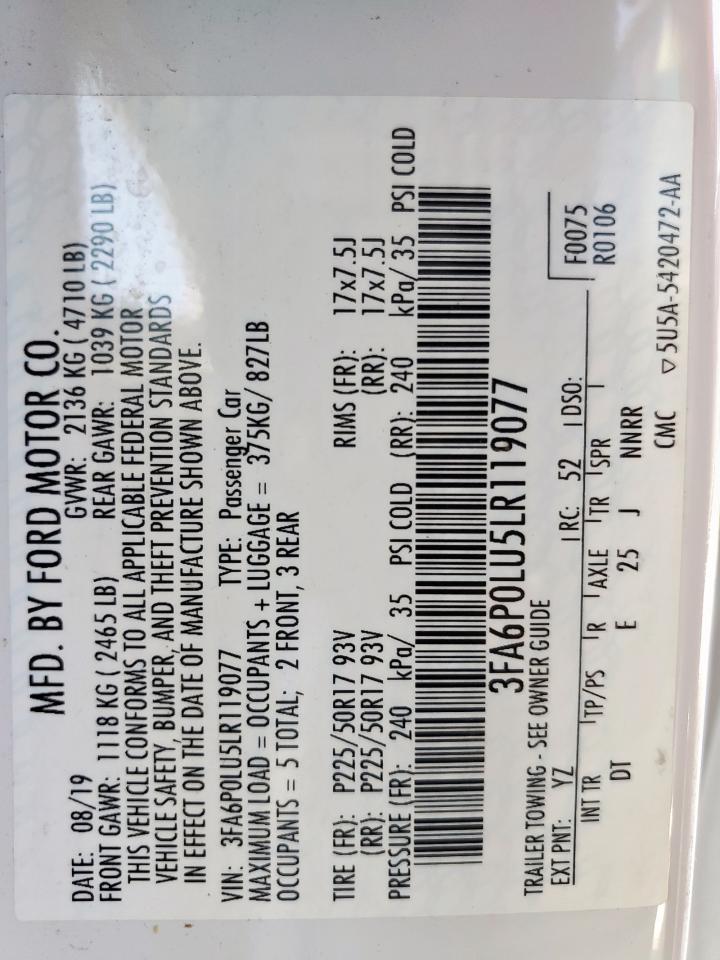 MFD. BY FORD MOTOR CO.
DATE: 08/19 GVWR: 2136 KG ( 4710 LB)
FRONT GAWR: 1118 KG ( 2465 LB) REAR GAWR: 1039 KG ( 2290 LB)
THIS VEHICLE CONFORMS TO ALL APPLICABLE FEDERAL MOTOR
VEHICLE SAFETY, BUMPER, AND THEFT PREVENTION STANDARDS
IN EFFECT ON THE DATE OF MANUFACTURE SHOWN ABOVE.
VIN: 3FA6P0LU5LR119077 TYPE: Passenger Car
MAXIMUM LOAD = OCCUPANTS + LUGGAGE = 375KG/ 827LB
OCCUPANTS = 5 TOTAL; 2 FRONT, 3 REAR
TIRE (FR): P225/50R17 93V RIMS (FR): 17x7.5J
(RR): P225/50R17 93V (RR): 17x7.5J
PRESSURE (FR): 240 kPa/ 35 PSI COLD (RR): 240 kPa/ 35 PSI COLD
3FA6P0LU5LR119077
TRAILER TOWING - SEE OWNER GUIDE
F0075
EXT PNT: YZ RC: 52 DSO: R0106
INT TR TP/PS R AXLE TR SPR
DT E 25 J NNRR
CMC ▽ 5U5A-5420472-AA